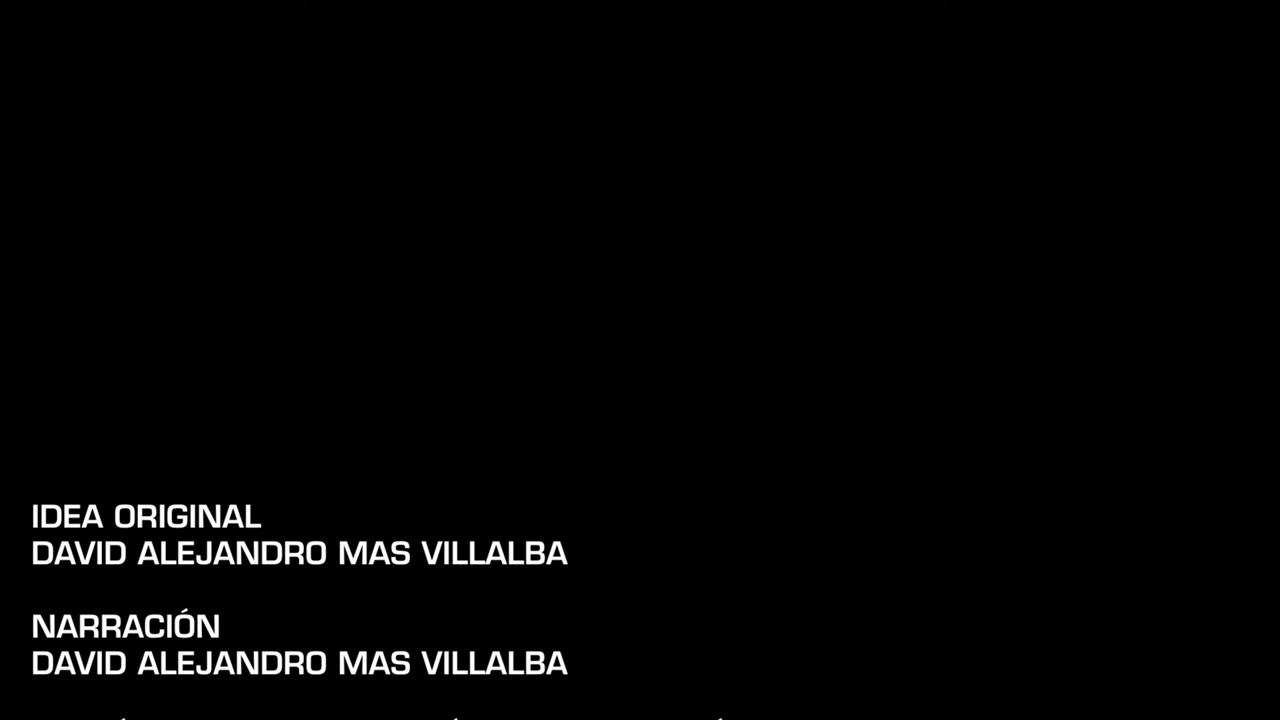 IDEA ORIGINAL
DAVID ALEJANDRO MAS VILLALBA
NARRACIÓN
DAVID ALEJANDRO MAS VILLALBA